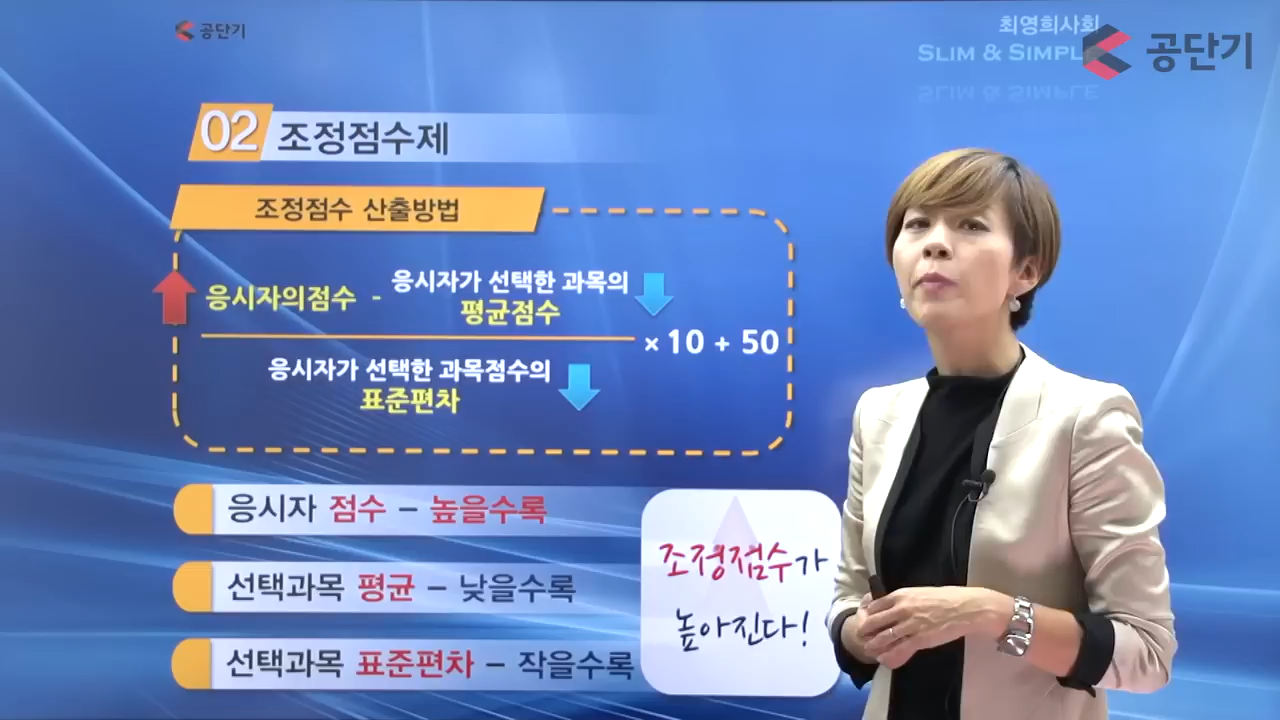 공단기
최영희사회
SLIM & SIMPLE
공단기
02 조정점수제
조정점수 산출방법
응시자의점수 - 응시자가 선택한 과목의
평균점수
× 10 + 50
응시자가 선택한 과목점수의
표준편차
응시자 점수 – 높을수록
선택과목 평균 – 낮을수록
선택과목 표준편차 – 작을수록
조정점수가
높아진다!